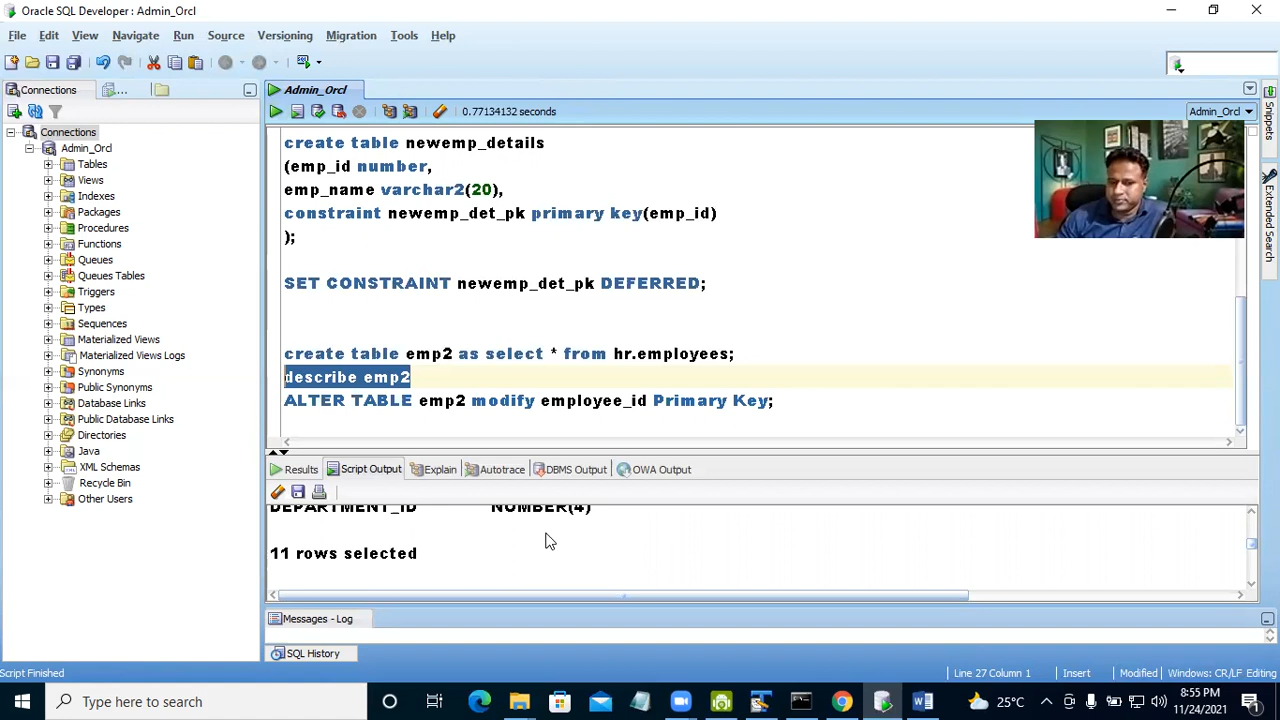 Oracle SQL Developer : Admin_Orcl
File Edit View Navigate Run Source Versioning Migration Tools Help
Connections ... Admin_Orcl
0.77134132 seconds Admin_Orcl
Connections
Admin_Orcl
Tables
Views
Indexes
Packages
Procedures
Functions
Queues
Queues Tables
Triggers
Types
Sequences
Materialized Views
Materialized Views Logs
Synonyms
Public Synonyms
Database Links
Public Database Links
Directories
Java
XML Schemas
Recycle Bin
Other Users
create table newemp_details
(emp_id number,
emp_name varchar2(20),
constraint newemp_det_pk primary key(emp_id)
);
SET CONSTRAINT newemp_det_pk DEFERRED;
create table emp2 as select * from hr.employees;
describe emp2
ALTER TABLE emp2 modify employee_id Primary Key;
Snippets
Extended Search
Results Script Output Explain Autotrace DBMS Output OWA Output
DEPARTMENT_ID NUMBER(4)
11 rows selected
Messages - Log
SQL History
Script Finished Line 27 Column 1 Insert Modified Windows: CR/LF Editing
Type here to search 25°C 8:55 PM
11/24/2021